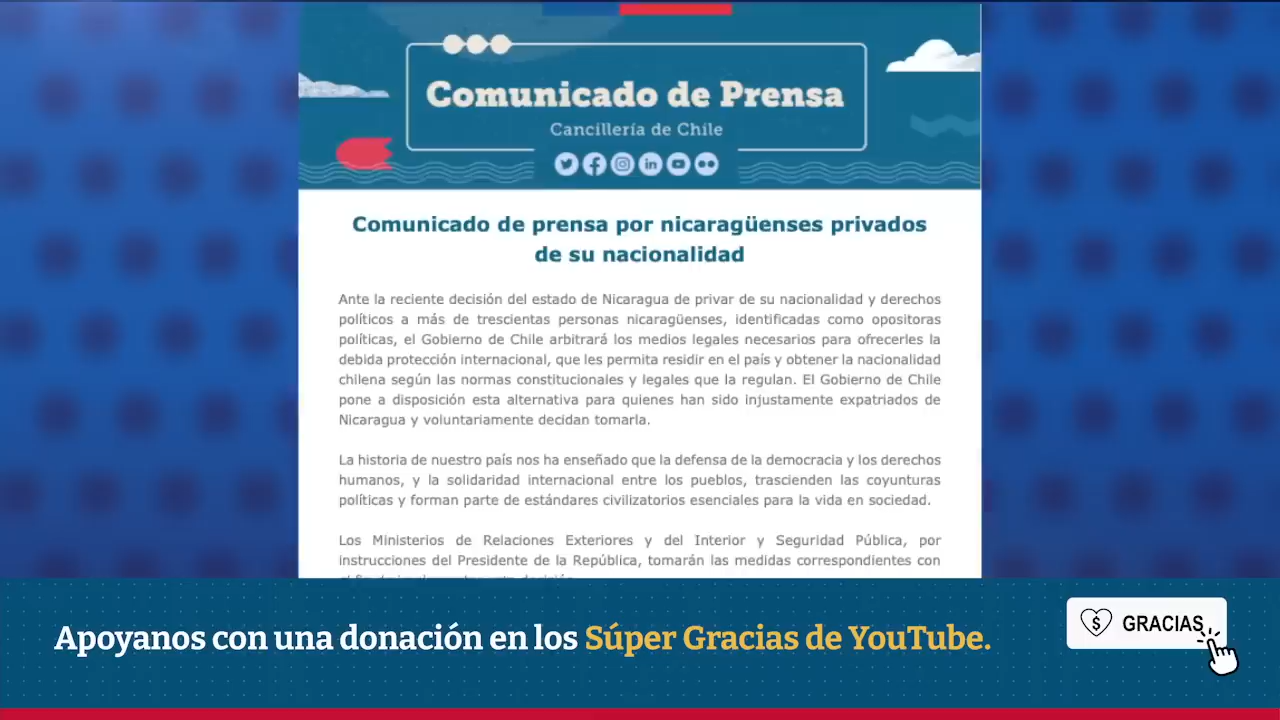 Comunicado de Prensa
Cancillería de Chile
Comunicado de prensa por nicaragüenses privados
de su nacionalidad
Ante la reciente decisión del estado de Nicaragua de privar de su nacionalidad y derechos
políticos a más de trescientas personas nicaragüenses, identificadas como opositoras
políticas, el Gobierno de Chile arbitrará los medios legales necesarios para ofrecerles la
debida protección internacional, que les permita residir en el país y obtener la nacionalidad
chilena según las normas constitucionales y legales que la regulan. El Gobierno de Chile
pone a disposición esta alternativa para quienes han sido injustamente expatriados de
Nicaragua y voluntariamente decidan tomarla.
La historia de nuestro país nos ha enseñado que la defensa de la democracia y los derechos
humanos, y la solidaridad internacional entre los pueblos, trascienden las coyunturas
políticas y forman parte de estándares civilizatorios esenciales para la vida en sociedad.
Los Ministerios de Relaciones Exteriores y del Interior y Seguridad Pública, por
instrucciones del Presidente de la República, tomarán las medidas correspondientes con
Apoyanos con una donación en los Súper Gracias de YouTube.
GRACIAS